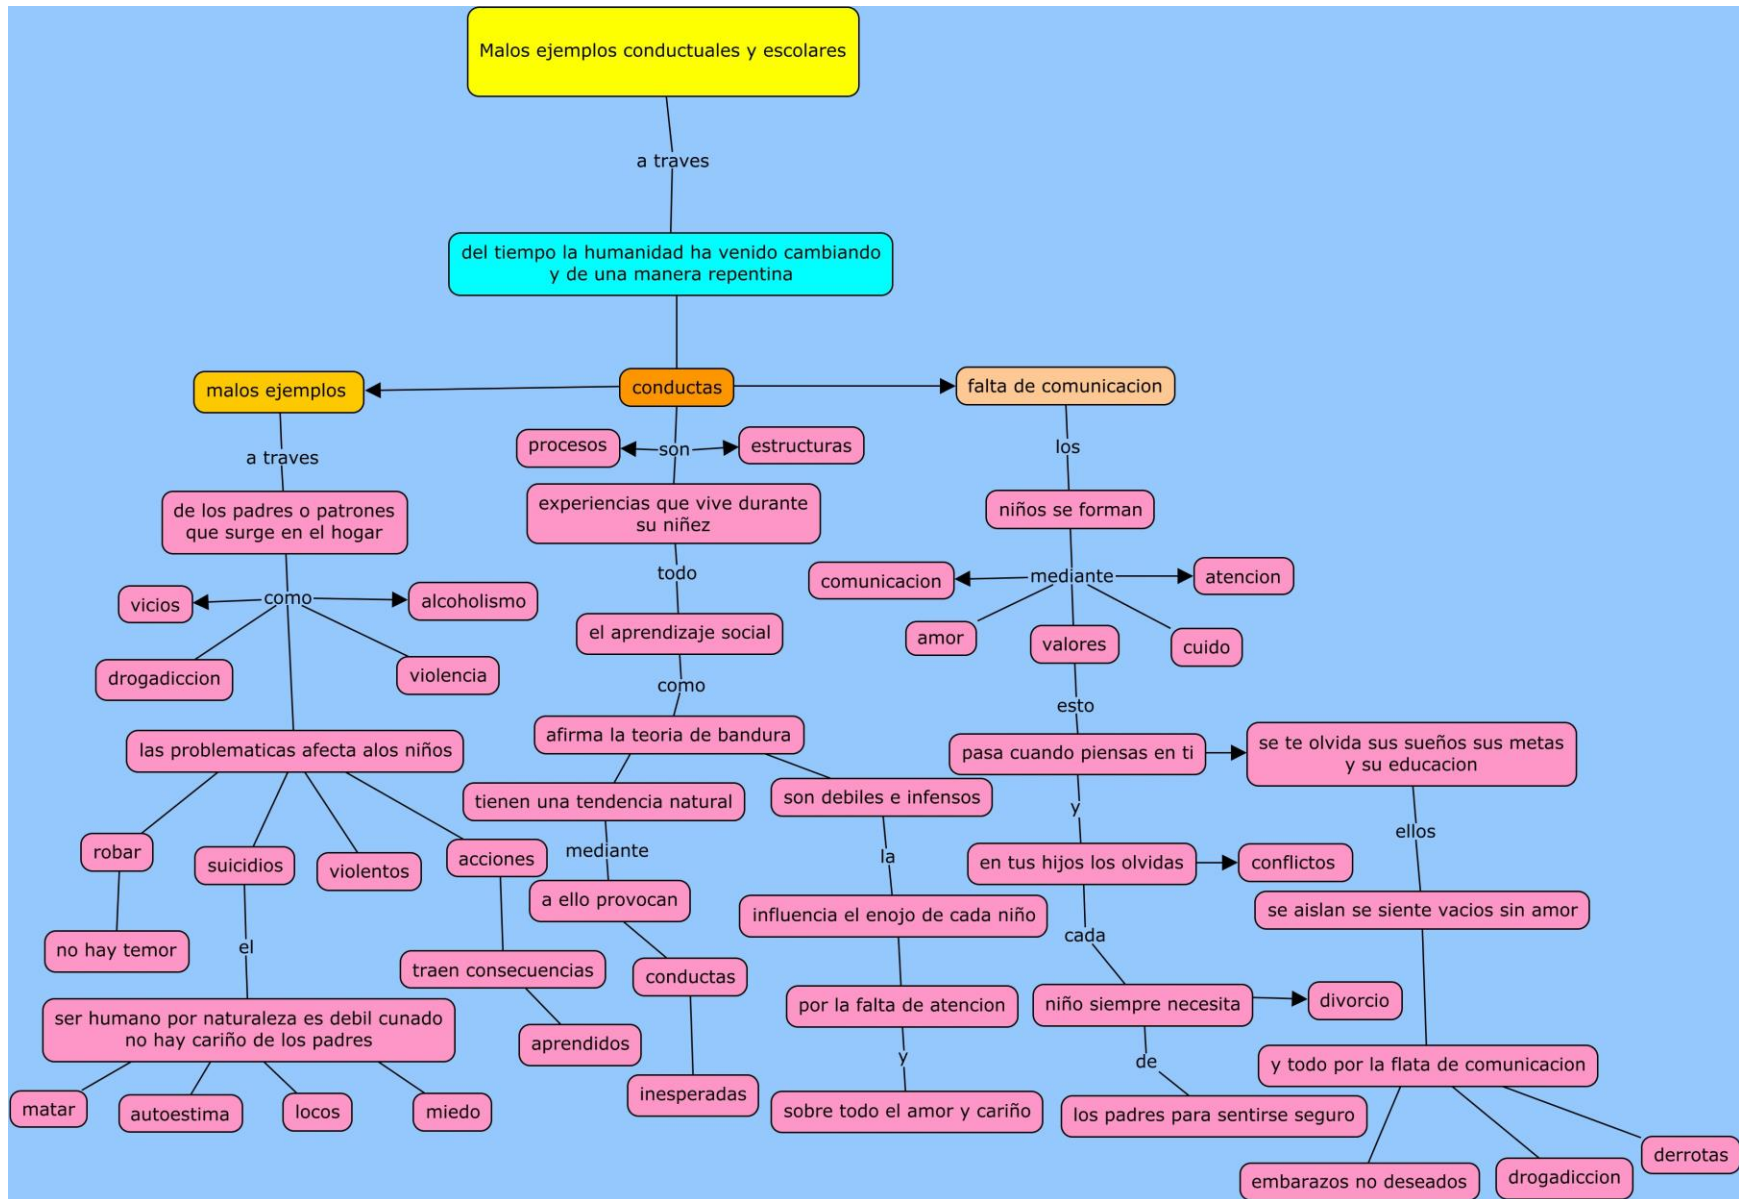 Malos ejemplos conductuales y escolares
a traves
del tiempo la humanidad ha venido cambiando
y de una manera repentina
malos ejemplos
conductas
falta de comunicacion
a traves
de los padres o patrones
que surge en el hogar
como
vicios
alcoholismo
drogadiccion
violencia
las problematicas afecta alos niños
robar
suicidios
violentos
acciones
no hay temor
el
ser humano por naturaleza es debil cunado
no hay cariño de los padres
matar
autoestima
locos
miedo
traen consecuencias
aprendidos
procesos
son
estructuras
experiencias que vive durante
su niñez
todo
el aprendizaje social
como
afirma la teoria de bandura
tienen una tendencia natural
mediante
a ello provocan
conductas
inesperadas
son debiles e infensos
la
influencia el enojo de cada niño
por la falta de atencion
y
sobre todo el amor y cariño
los
niños se forman
comunicacion
mediante
atencion
amor
valores
cuido
esto
pasa cuando piensas en ti
se te olvida sus sueños sus metas
y su educacion
y
en tus hijos los olvidas
conflictos
cada
niño siempre necesita
divorcio
de
los padres para sentirse seguro
ellos
se aislan se siente vacios sin amor
y todo por la flata de comunicacion
embarazos no deseados
drogadiccion
derrotas